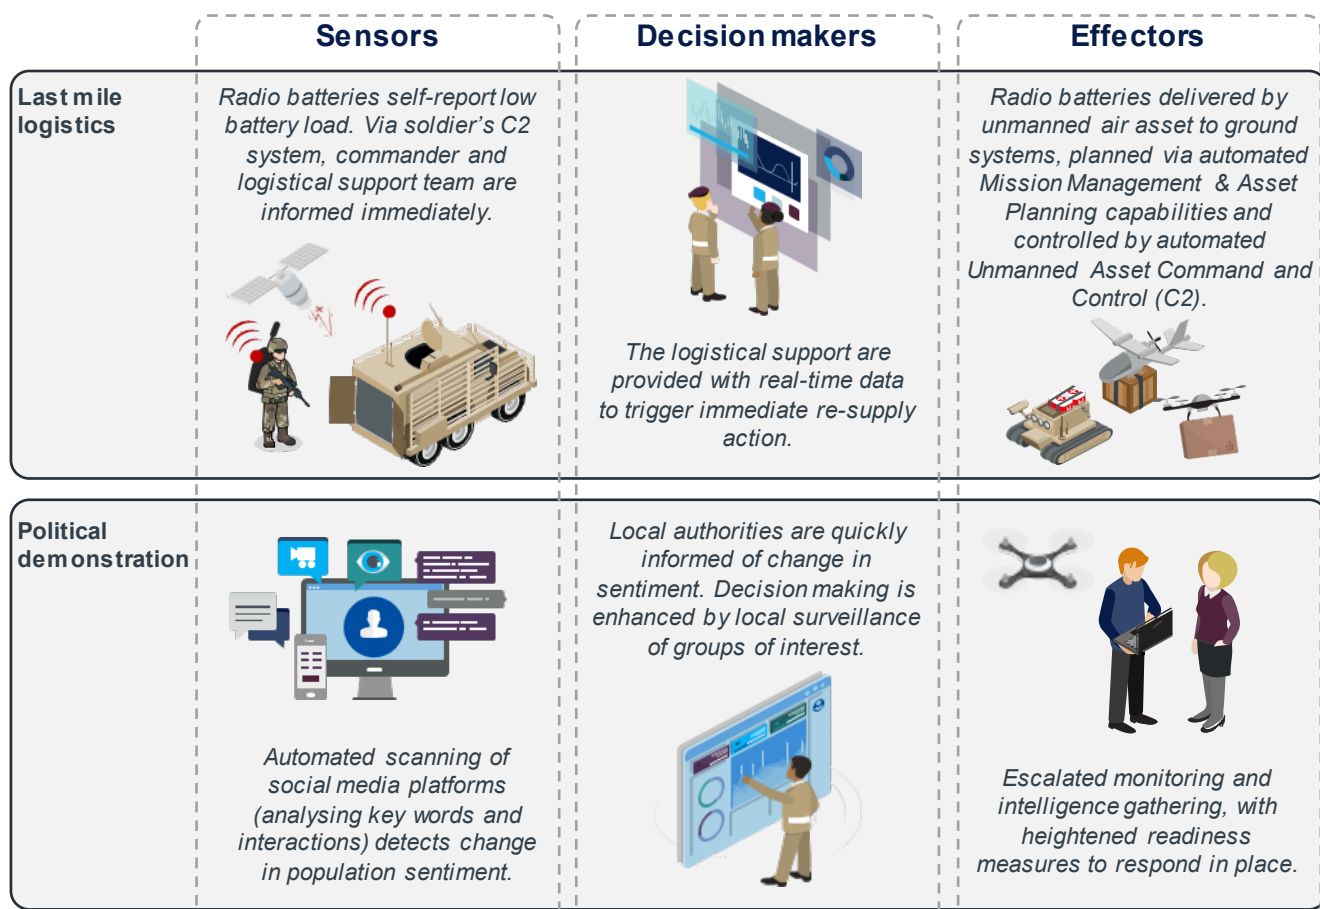 Sensors
Decision makers
Effectors
Last mile
logistics
Radio batteries self-report low
battery load. Via soldier's C2
system, commander and
logistical support team are
informed immediately.
The logistical support are
provided with real-time data
to trigger immediate re-supply
action.
Radio batteries delivered by
unmanned air asset to ground
systems, planned via automated
Mission Management & Asset
Planning capabilities and
controlled by automated
Unmanned Asset Command and
Control (C2).
Political
demonstration
Automated scanning of
social media platforms
(analysing key words and
interactions) detects change
in population sentiment.
Local authorities are quickly
informed of change in
sentiment. Decision making is
enhanced by local surveillance
of groups of interest.
Escalated monitoring and
intelligence gathering, with
heightened readiness
measures to respond in place.